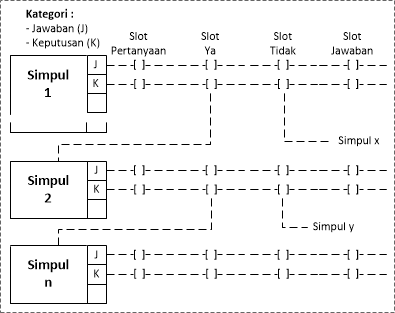 Kategori :
- Jawaban (J)
- Keputusan (K)
Slot Pertanyaan
Slot Ya
Slot Tidak
Slot Jawaban
Simpul 1
J
K
Simpul x
Simpul 2
J
K
Simpul y
Simpul n
J
K